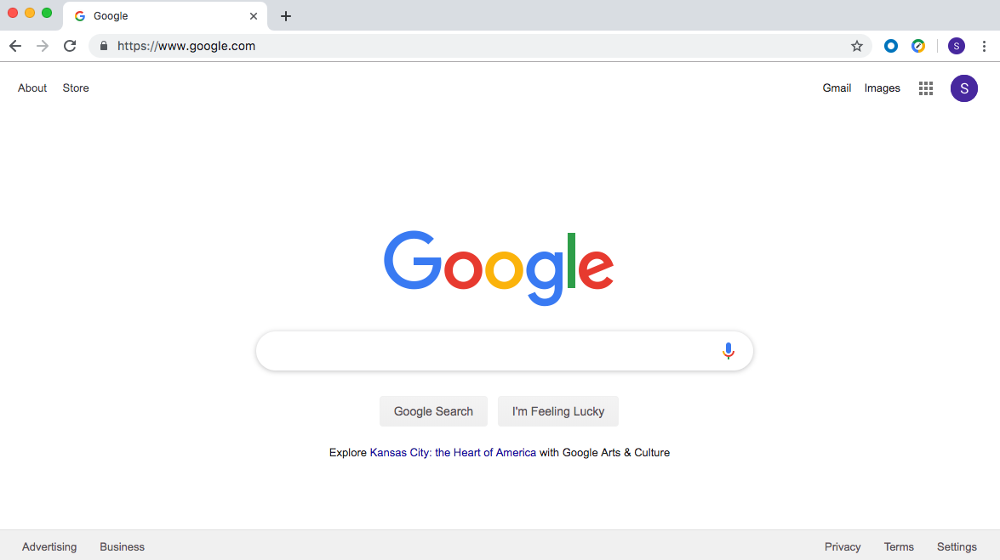 Google
https://www.google.com
S
About Store Gmail Images S
Google
Google Search I'm Feeling Lucky
Explore Kansas City: the Heart of America with Google Arts & Culture
Advertising Business Privacy Terms Settings